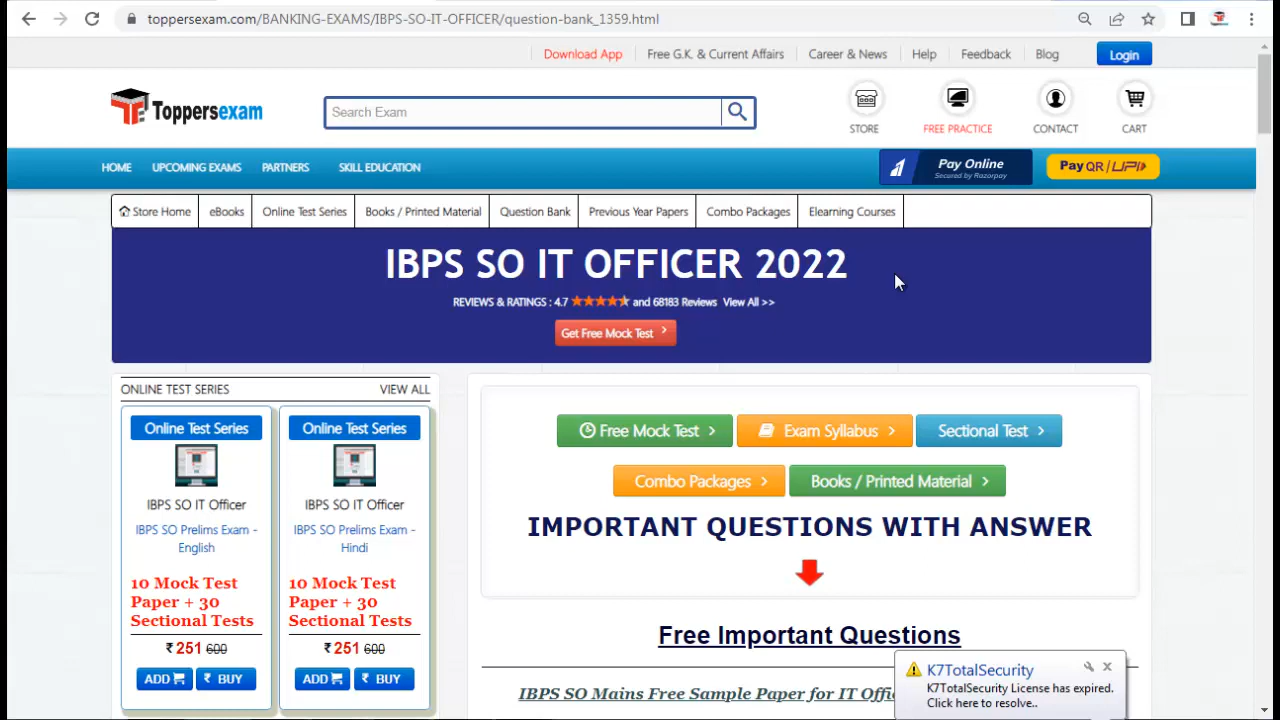 toppersexam.com/BANKING-EXAMS/IBPS-SO-IT-OFFICER/question-bank_1359.html
Download App
Free G.K. & Current Affairs
Career & News
Help
Feedback
Blog
Login
Toppersexam
Search Exam
STORE
FREE PRACTICE
CONTACT
CART
HOME
UPCOMING EXAMS
PARTNERS
SKILL EDUCATION
Pay Online
Secured by Razorpay
Pay QR / UPI
Store Home
eBooks
Online Test Series
Books / Printed Material
Question Bank
Previous Year Papers
Combo Packages
Elearning Courses
IBPS SO IT OFFICER 2022
REVIEWS & RATINGS : 4.7 and 68183 Reviews View All >>
Get Free Mock Test
ONLINE TEST SERIES
VIEW ALL
Online Test Series
IBPS SO IT Officer
IBPS SO Prelims Exam -
English
10 Mock Test
Paper + 30
Sectional Tests
₹ 251 600
ADD
₹ BUY
Online Test Series
IBPS SO IT Officer
IBPS SO Prelims Exam -
Hindi
10 Mock Test
Paper + 30
Sectional Tests
₹ 251 600
ADD
₹ BUY
Free Mock Test
Exam Syllabus
Sectional Test
Combo Packages
Books / Printed Material
IMPORTANT QUESTIONS WITH ANSWER
Free Important Questions
IBPS SO Mains Free Sample Paper for IT Offi
K7TotalSecurity
K7TotalSecurity License has expired.
Click here to resolve..